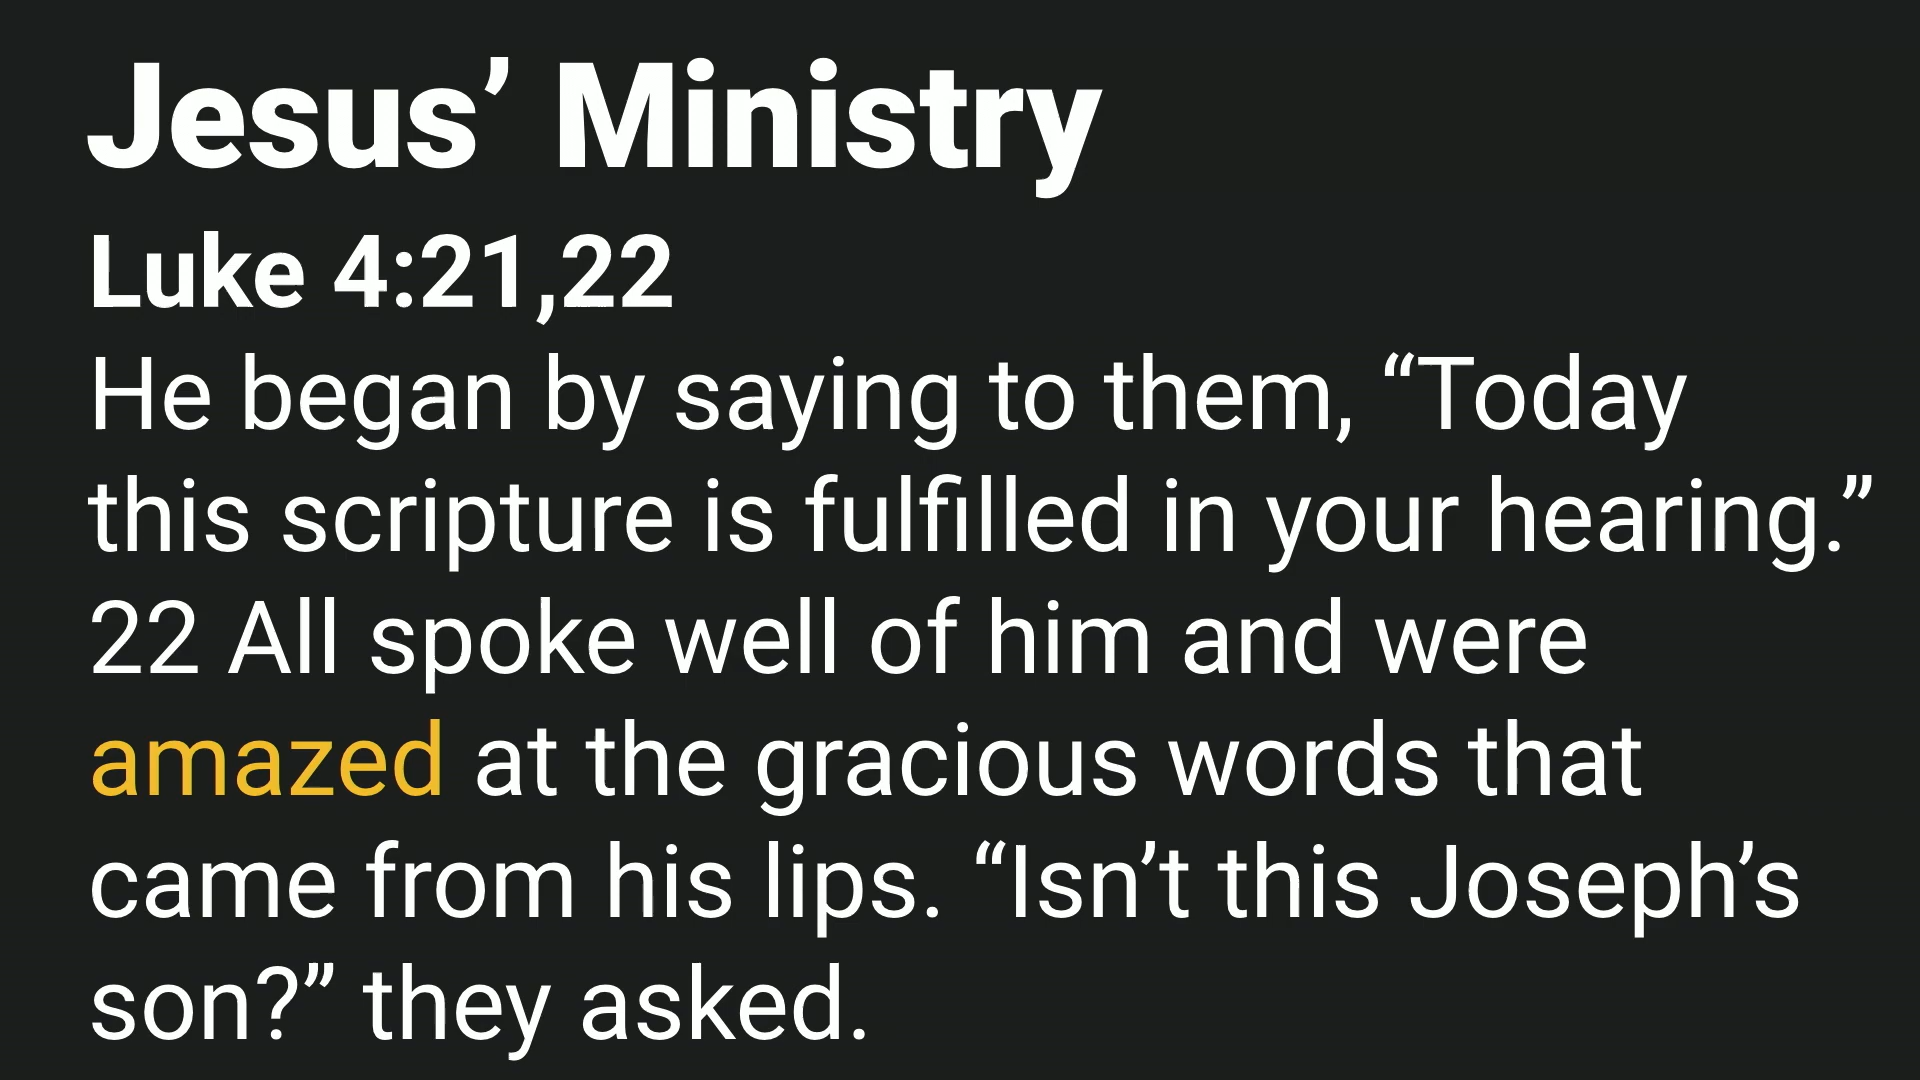 Jesus’ Ministry
Luke 4:21,22
He began by saying to them, “Today
this scripture is fulfilled in your hearing.”
22 All spoke well of him and were
amazed at the gracious words that
came from his lips. “Isn’t this Joseph’s
son?” they asked.